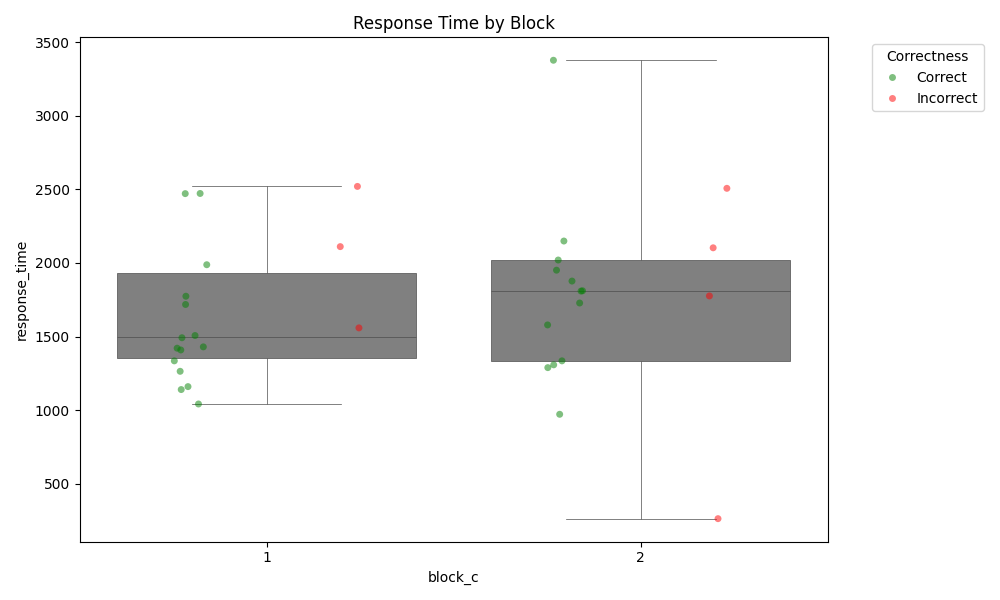 Response Time by Block
3500
3000
2500
2000
1500
1000
500
response_time
1
2
block_c
Correctness
Correct
Incorrect